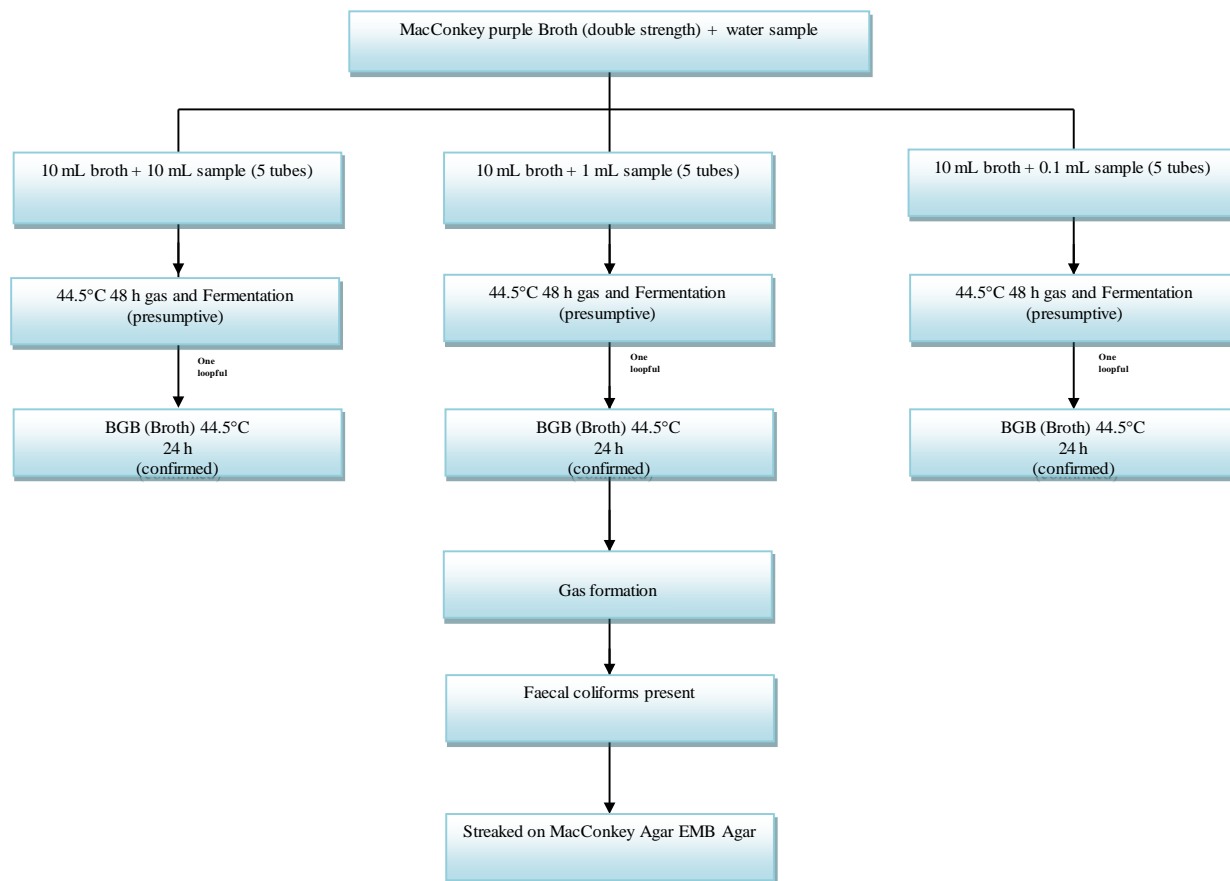 MacConkey purple Broth (double strength) + water sample
10 mL broth + 10 mL sample (5 tubes)
10 mL broth + 1 mL sample (5 tubes)
10 mL broth + 0.1 mL sample (5 tubes)
44.5°C 48 h gas and Fermentation
(presumptive)
44.5°C 48 h gas and Fermentation
(presumptive)
44.5°C 48 h gas and Fermentation
(presumptive)
One
loopful
One
loopful
One
loopful
BGB (Broth) 44.5°C
24 h
(confirmed)
BGB (Broth) 44.5°C
24 h
(confirmed)
BGB (Broth) 44.5°C
24 h
(confirmed)
Gas formation
Faecal coliforms present
Streaked on MacConkey Agar EMB Agar